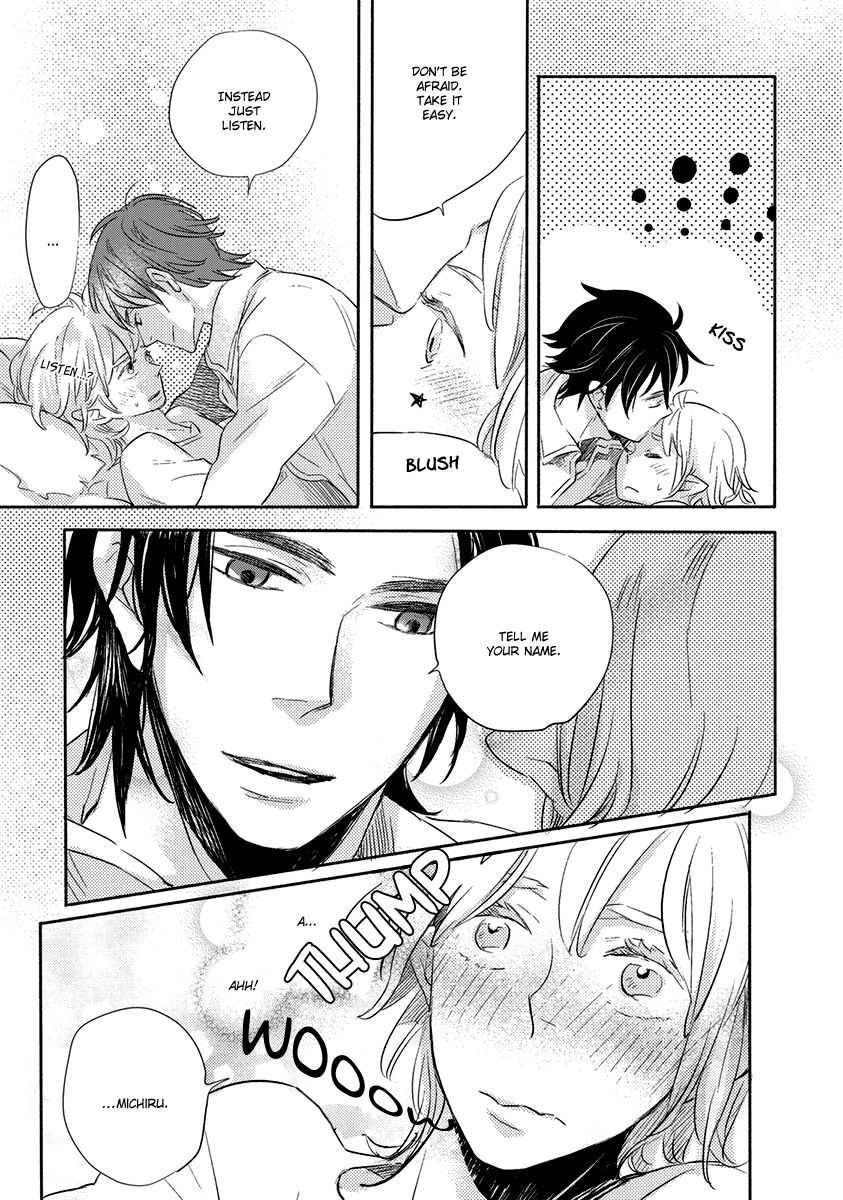 KISS
DON'T BE
AFRAID.
TAKE IT
EASY.
BLUSH
INSTEAD
JUST
LISTEN.
...
LISTEN...?
TELL ME
YOUR NAME.
THUMP
A...
AHH!
WOOOOW
...MICHIRU.